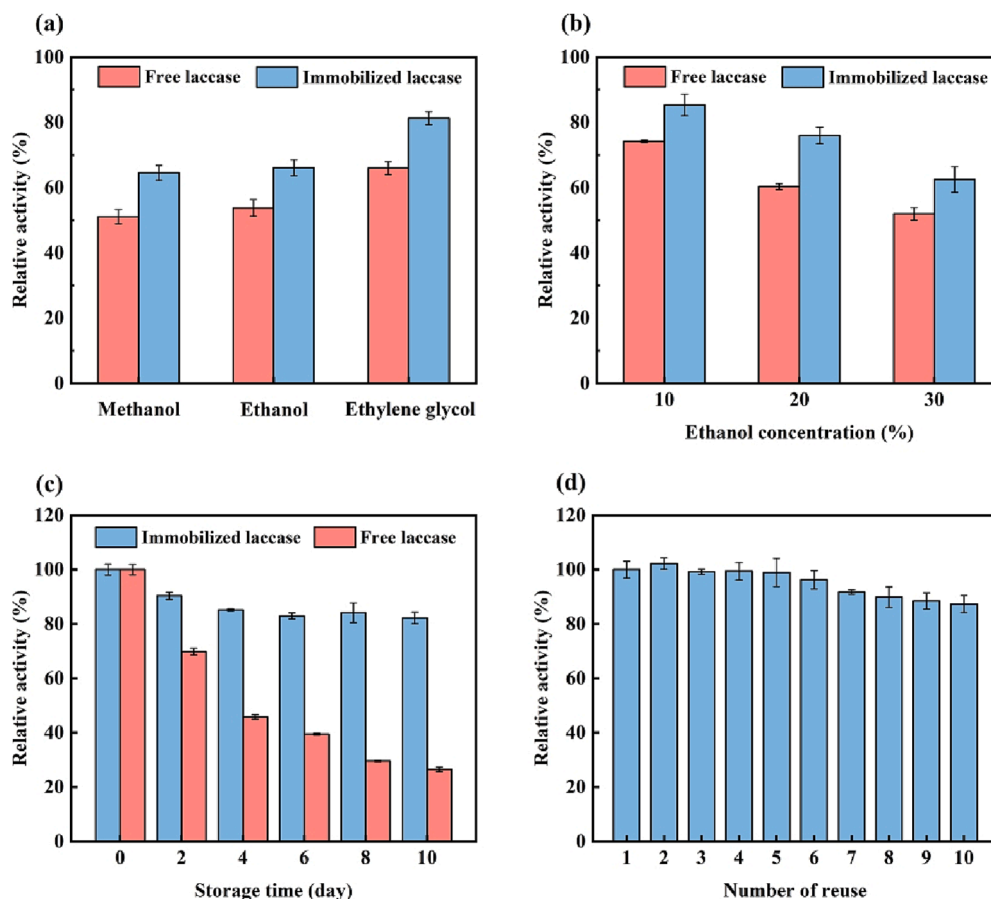 (a)
Relative activity (%)
100
80
60
40
20
0
Free laccase
Immobilized laccase
Methanol
Ethanol
Ethylene glycol
(b)
Relative activity (%)
100
80
60
40
20
0
Free laccase
Immobilized laccase
10
20
30
Ethanol concentration (%)
(c)
Relative activity (%)
120
100
80
60
40
20
0
Immobilized laccase
Free laccase
0
2
4
6
8
10
Storage time (day)
(d)
Relative activity (%)
120
100
80
60
40
20
0
1
2
3
4
5
6
7
8
9
10
Number of reuse